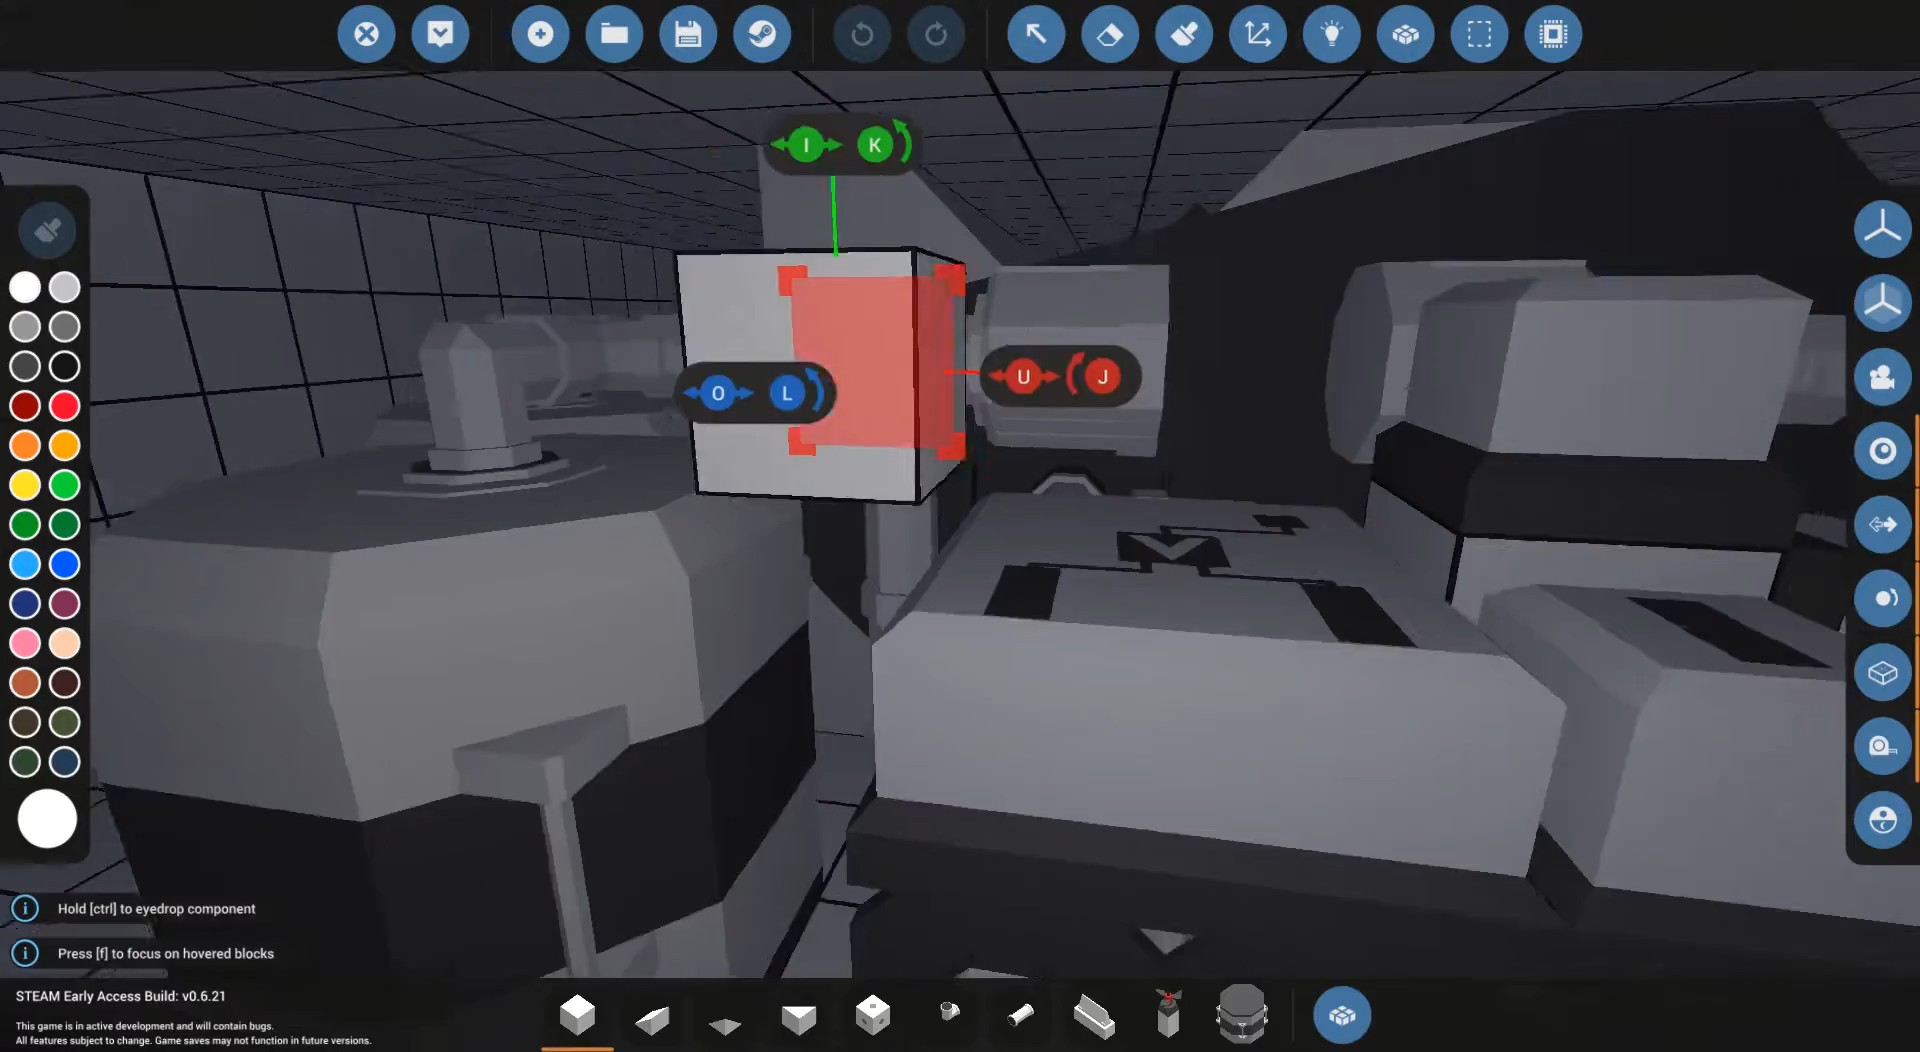 I K
O L
U J
Hold [ctrl] to eyedrop component
Press [f] to focus on hovered blocks
STEAM Early Access Build: v0.6.21
This game is in active development and will contain bugs.
All features subject to change. Game saves may not function in future versions.